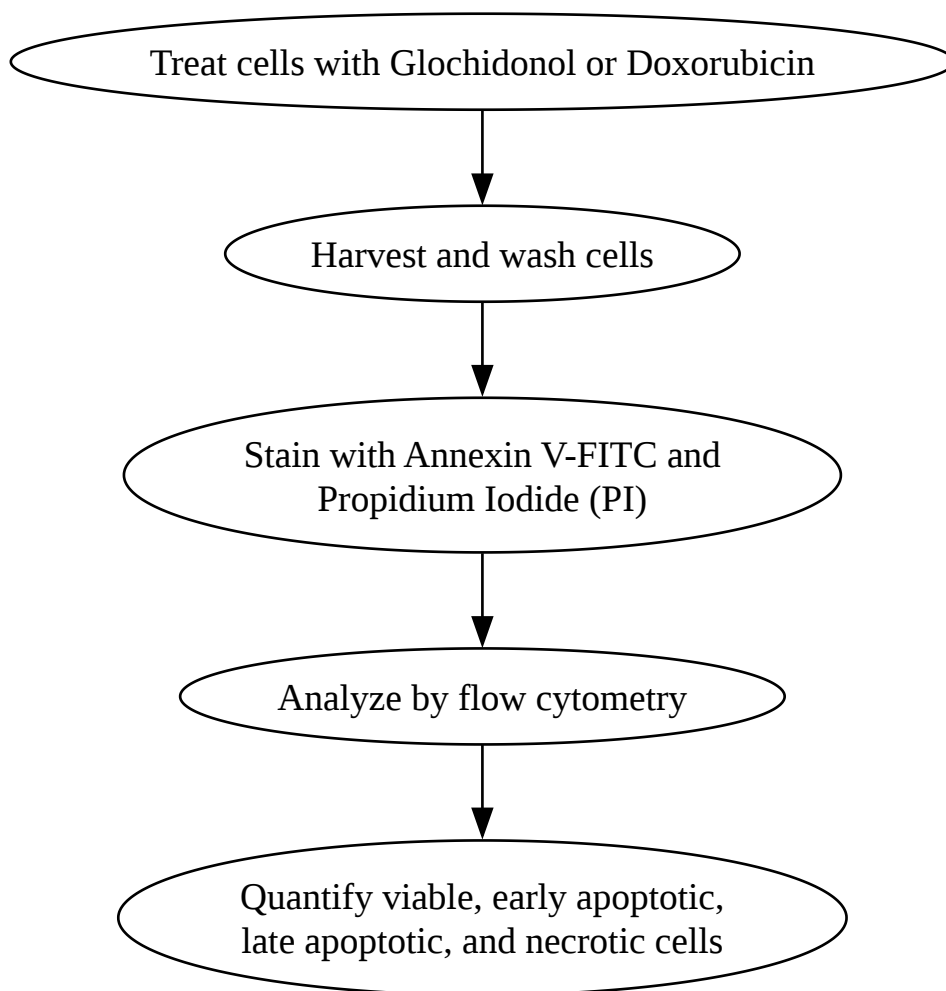 Treat cells with Glochidonol or Doxorubicin
Harvest and wash cells
Stain with Annexin V-FITC and
Propidium Iodide (PI)
Analyze by flow cytometry
Quantify viable, early apoptotic,
late apoptotic, and necrotic cells